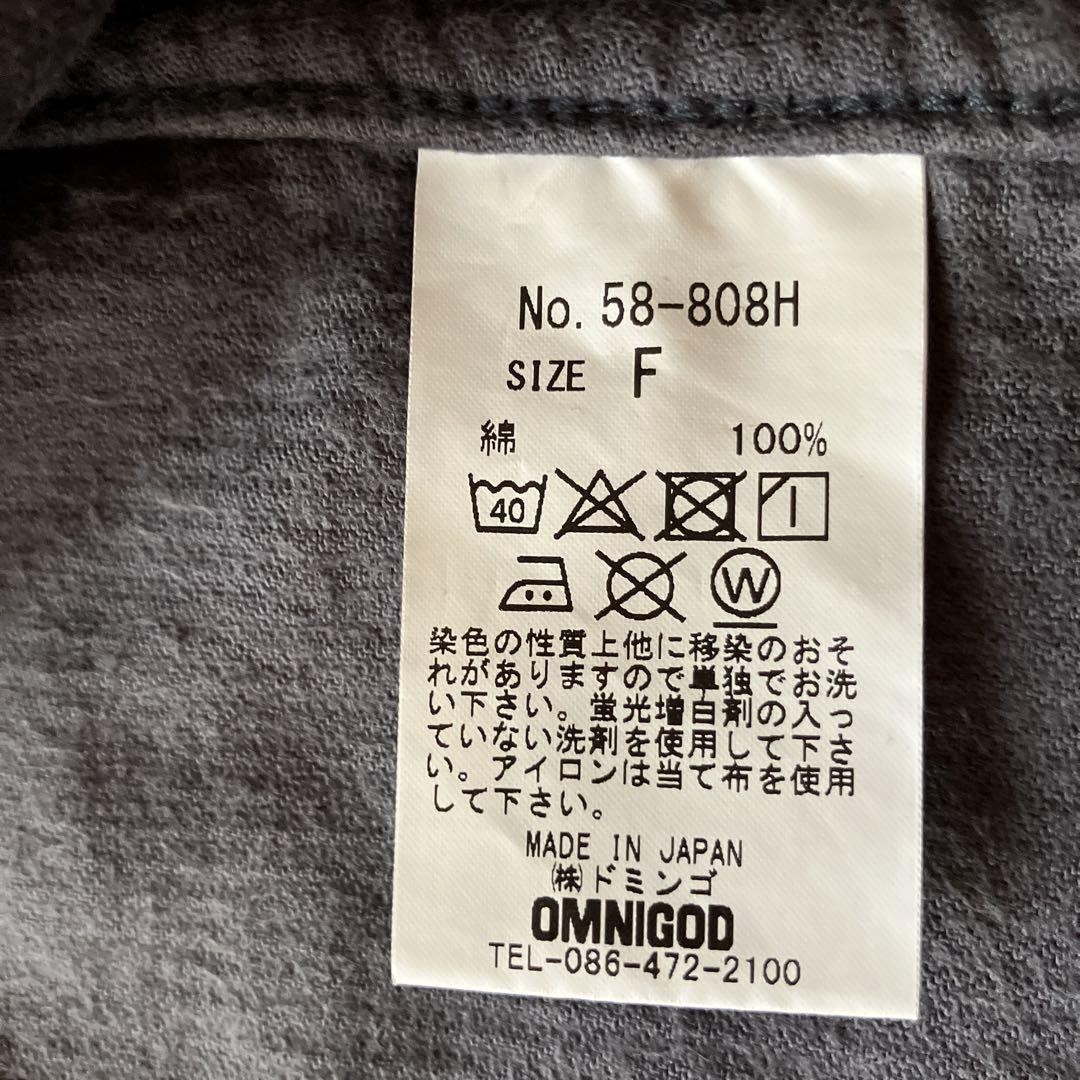 No. 58-808H
SIZE F
綿 100%
40
W
染色の性質上他に移染のおそ
れがありますので単独でお洗
い下さい。蛍光増白剤の入っ
ていない洗剤を使用して下さ
い。アイロンは当て布を使用
して下さい。
MADE IN JAPAN
㈱ドミンゴ
OMNIGOD
TEL-086-472-2100